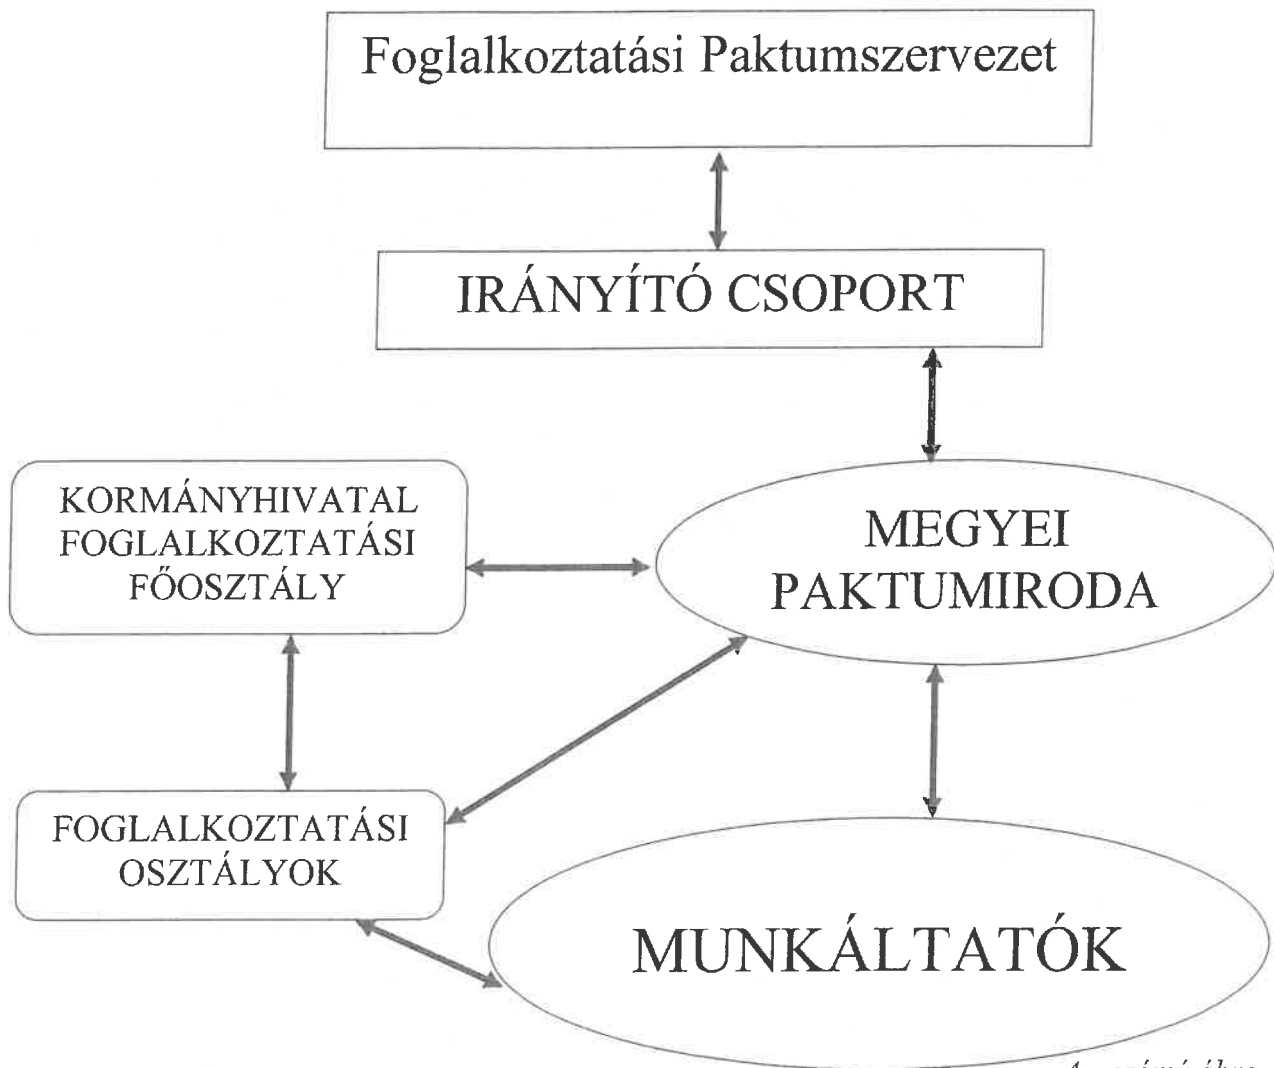 Foglalkoztatási Paktumszervezet
IRÁNYÍTÓ CSOPORT
KORMÁNYHIVATAL
FOGLALKOZTATÁSI
FŐOSZTÁLY
MEGYEI
PAKTUMIRODA
FOGLALKOZTATÁSI
OSZTÁLYOK
MUNKÁLTATÓK